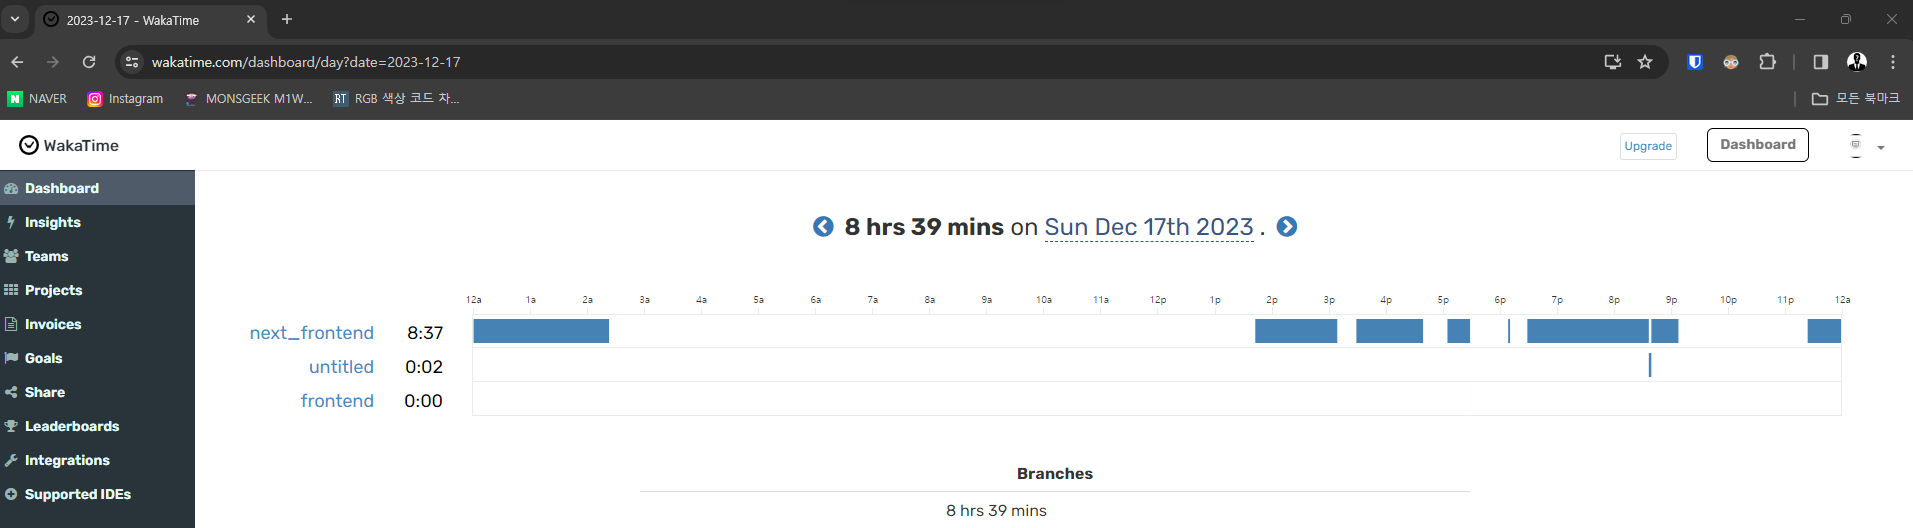 2023-12-17 - WakaTime
wakatime.com/dashboard/day?date=2023-12-17
NAVER Instagram MONSGEEK M1W... RT RGB 색상 코드 차... 모든 북마크
WakaTime Upgrade Dashboard
Dashboard
Insights
Teams
Projects
Invoices
Goals
Share
Leaderboards
Integrations
Supported IDEs
8 hrs 39 mins on Sun Dec 17th 2023 .
12a 1a 2a 3a 4a 5a 6a 7a 8a 9a 10a 11a 12p 1p 2p 3p 4p 5p 6p 7p 8p 9p 10p 11p 12a
next_frontend 8:37
untitled 0:02
frontend 0:00
Branches
8 hrs 39 mins